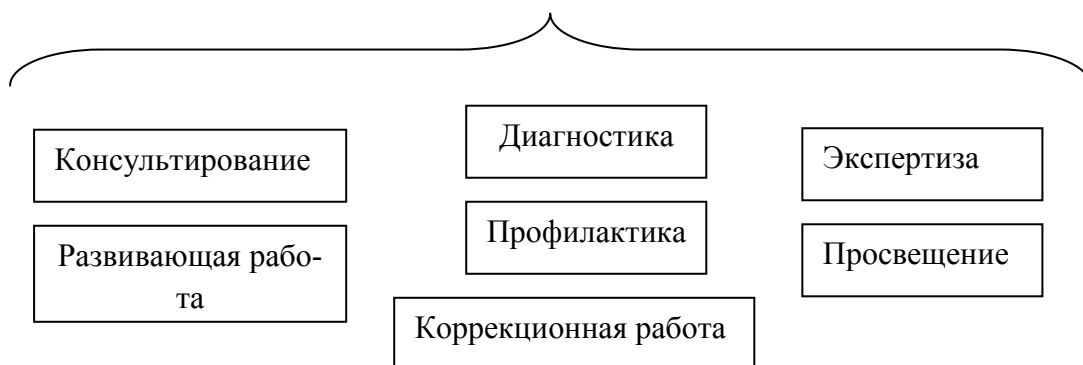 Консультирование
Развивающая рабо-
та
Диагностика
Профилактика
Коррекционная работа
Экспертиза
Просвещение